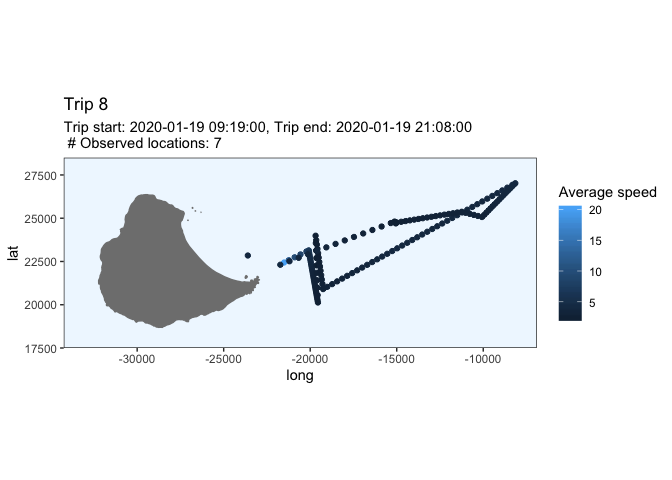 Trip 8
Trip start: 2020-01-19 09:19:00, Trip end: 2020-01-19 21:08:00
# Observed locations: 7
27500
25000
22500
20000
17500
lat
-30000 -25000 -20000 -15000 -10000
long
Average speed
20
15
10
5